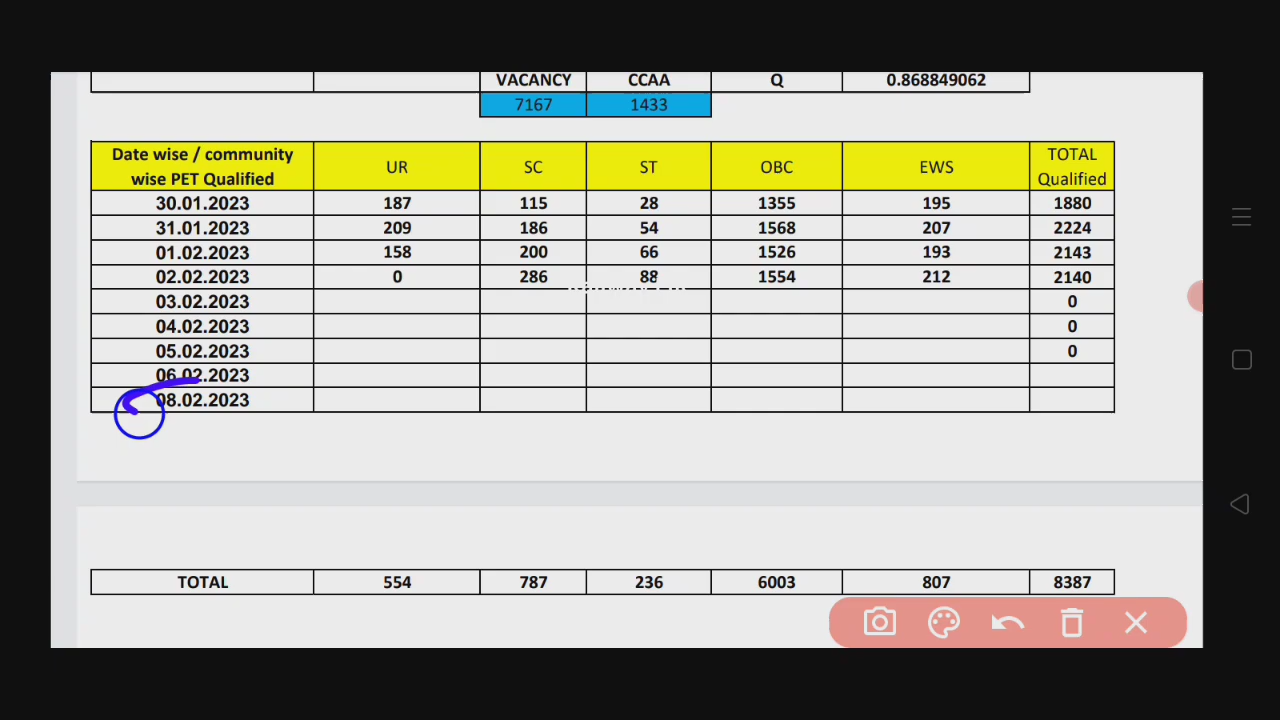 VACANCY CCAA Q 0.868849062
7167 1433
Date wise / community wise PET Qualified UR SC ST OBC EWS TOTAL Qualified
30.01.2023 187 115 28 1355 195 1880
31.01.2023 209 186 54 1568 207 2224
01.02.2023 158 200 66 1526 193 2143
02.02.2023 0 286 88 1554 212 2140
03.02.2023 0
04.02.2023 0
05.02.2023 0
06.02.2023
08.02.2023
TOTAL 554 787 236 6003 807 8387